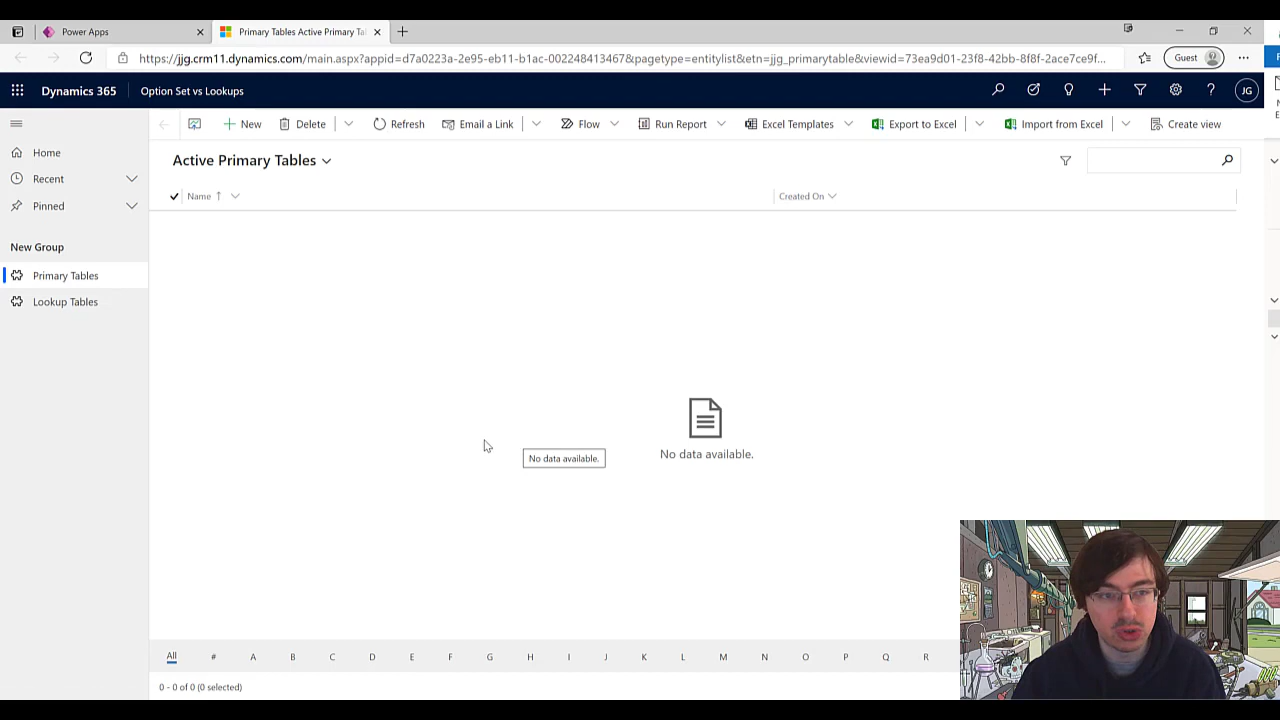 Power Apps
Primary Tables Active Primary Ta
https://jjg.crm11.dynamics.com/main.aspx?appid=d7a0223a-2e95-eb11-b1ac-002248413467&pagetype=entitylist&etn=jjg_primarytable&viewid=73ea9d01-23f8-42bb-8f8f-2ace7ce9f...
Guest
Dynamics 365
Option Set vs Lookups
JG
New
Delete
Refresh
Email a Link
Flow
Run Report
Excel Templates
Export to Excel
Import from Excel
Create view
Home
Recent
Pinned
New Group
Primary Tables
Lookup Tables
Active Primary Tables
Name ↑
Created On
No data available.
No data available.
All # A B C D E F G H I J K L M N O P Q R
0 - 0 of 0 (0 selected)